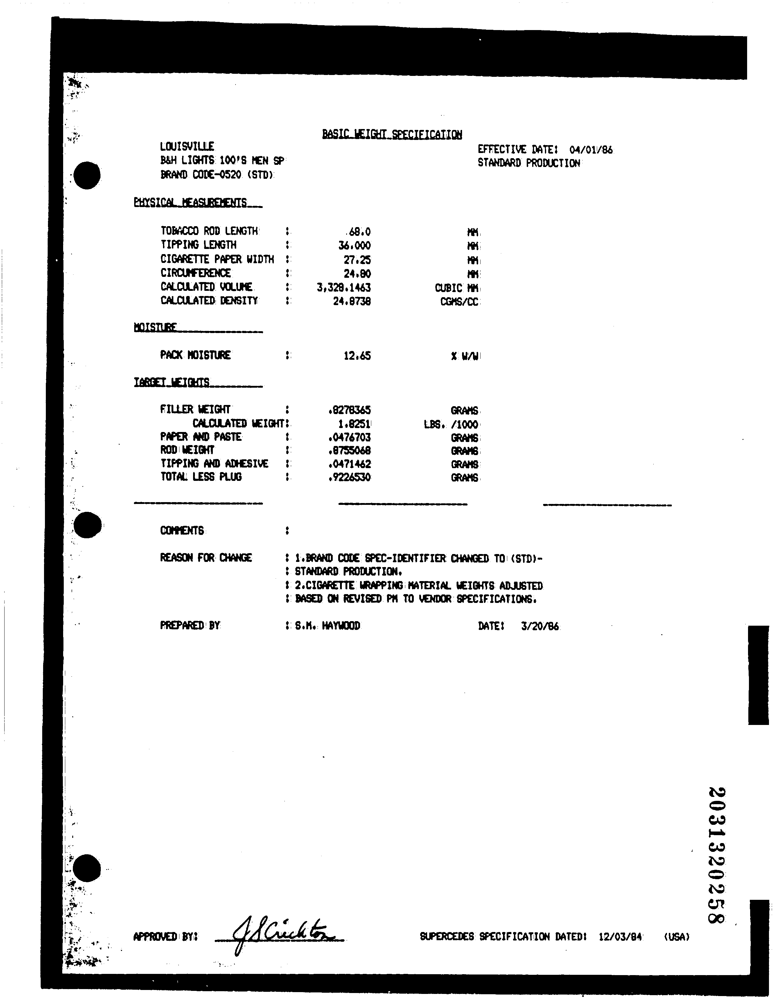 BASIC WEIGHT SPECIFICATION
LOUISVILLE
EFFECTIVE DATE: 04/01/86
B&H LIGHTS 100'S MEN SP
STANDARD PRODUCTION
BRAND CODE-0520 (STD)
PHYSICAL MEASUREMENTS
TOBACCO ROD LENGTH : 68.0 MM
TIPPING LENGTH : 36.000 MM
CIGARETTE PAPER WIDTH : 27.25 MM
CIRCUMFERENCE : 24.80 MM
CALCULATED VOLUME : 3,328.1463 CUBIC MM
CALCULATED DENSITY : 24.8738 CGMS/CC
MOISTURE
PACK MOISTURE : 12.65 % W/W
TARGET WEIGHTS
FILLER WEIGHT : .8278365 GRAMS
CALCULATED WEIGHT: 1.8251 LBS. /1000
PAPER AND PASTE : .0476703 GRAMS
ROD WEIGHT : .8755068 GRAMS
TIPPING AND ADHESIVE : .0471462 GRAMS
TOTAL LESS PLUG : .9226530 GRAMS
COMMENTS :
REASON FOR CHANGE : 1.BRAND CODE SPEC-IDENTIFIER CHANGED TO (STD)-
: STANDARD PRODUCTION.
: 2.CIGARETTE WRAPPING MATERIAL WEIGHTS ADJUSTED
: BASED ON REVISED PM TO VENDOR SPECIFICATIONS.
PREPARED BY : S.M. HAYWOOD DATE: 3/20/86
2031320258
APPROVED BY: J S Crichton SUPERCEDES SPECIFICATION DATED: 12/03/84 (USA)